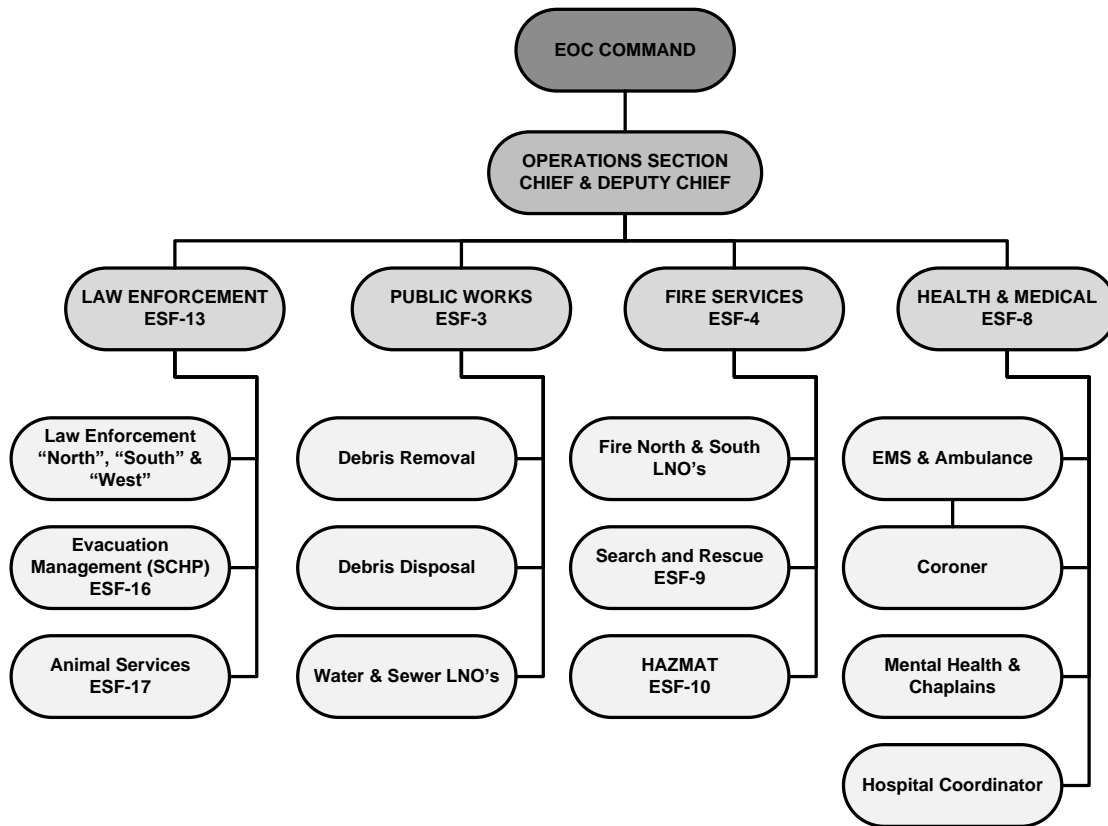 EOC COMMAND
OPERATIONS SECTION
CHIEF & DEPUTY CHIEF
LAW ENFORCEMENT
ESF-13
PUBLIC WORKS
ESF-3
FIRE SERVICES
ESF-4
HEALTH & MEDICAL
ESF-8
Law Enforcement
“North”, “South” &
“West”
Evacuation
Management (SCHP)
ESF-16
Animal Services
ESF-17
Debris Removal
Debris Disposal
Water & Sewer LNO’s
Fire North & South
LNO’s
Search and Rescue
ESF-9
HAZMAT
ESF-10
EMS & Ambulance
Coroner
Mental Health &
Chaplains
Hospital Coordinator